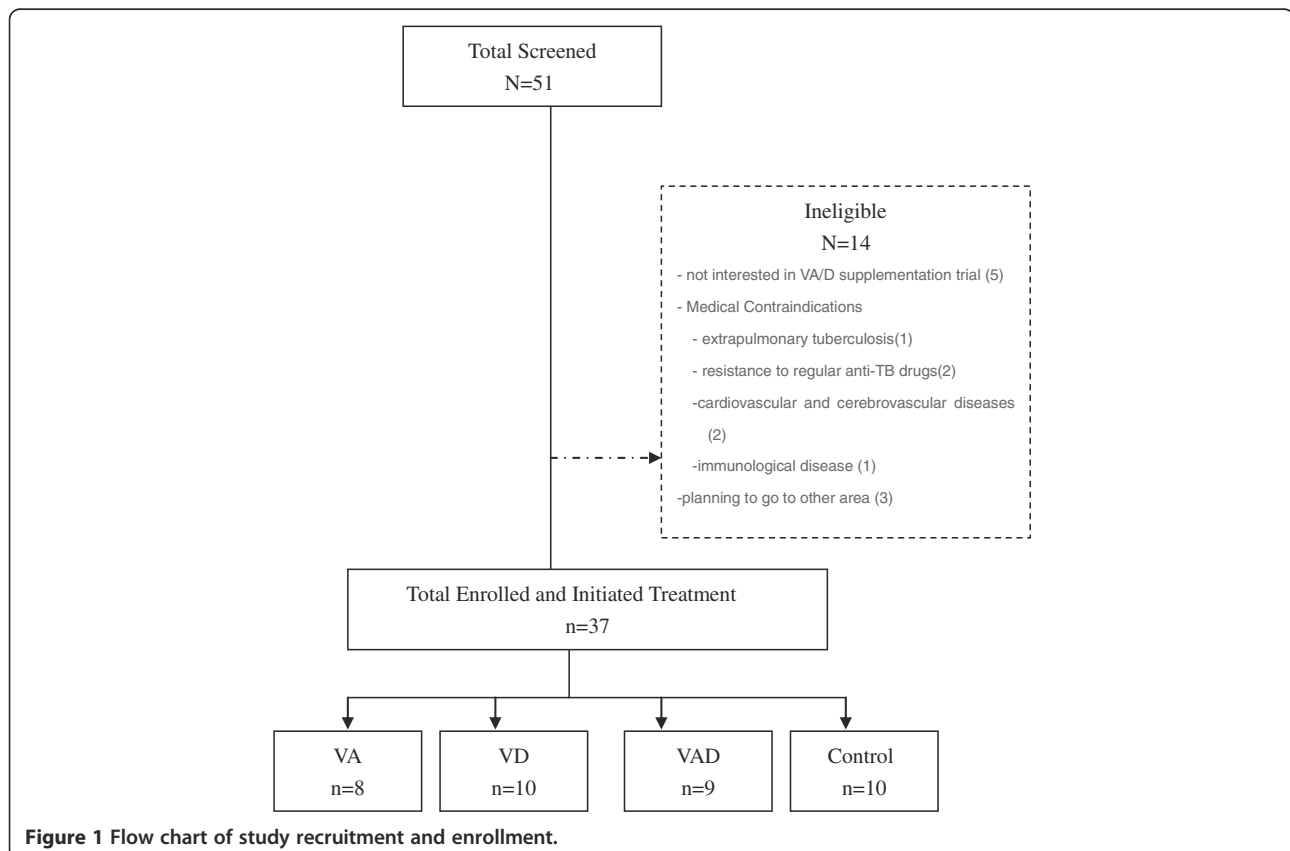 Total Screened
N=51
Ineligible
N=14
- not interested in VA/D supplementation trial (5)
- Medical Contraindications
- extrapulmonary tuberculosis(1)
- resistance to regular anti-TB drugs(2)
-cardiovascular and cerebrovascular diseases
(2)
-immunological disease (1)
-planning to go to other area (3)
Total Enrolled and Initiated Treatment
n=37
VA
n=8
VD
n=10
VAD
n=9
Control
n=10
Figure 1 Flow chart of study recruitment and enrollment.